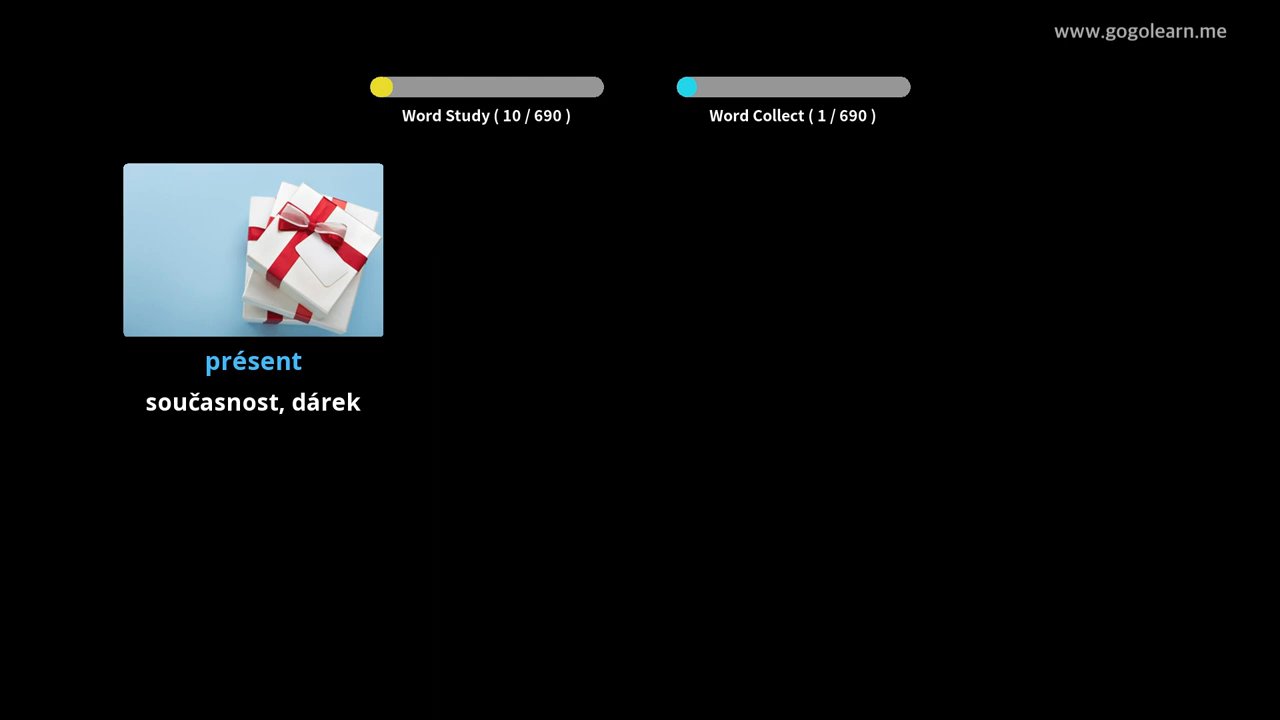 www.gogolearn.me
Word Study ( 10 / 690 )
Word Collect ( 1 / 690 )
présent
současnost, dárek